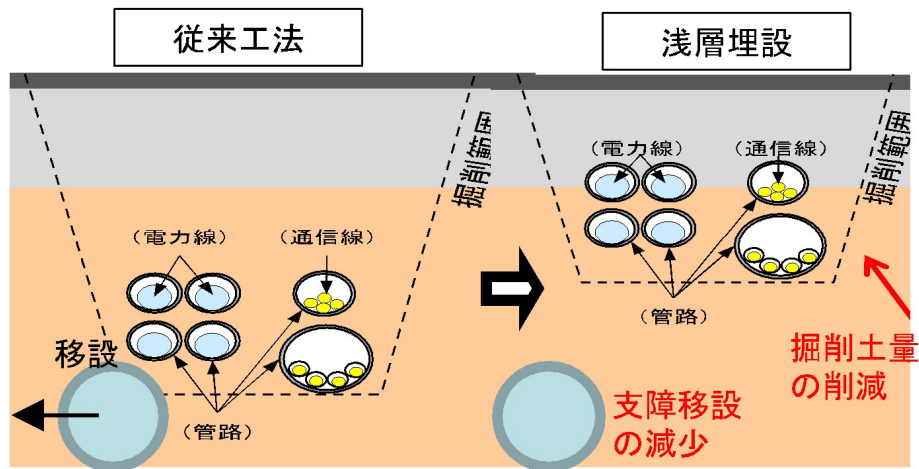 従来工法
浅層埋設
掘削範囲
(電力線)
(通信線)
(管路)
移設
掘削範囲
(電力線)
(通信線)
(管路)
掘削土量
の削減
支障移設
の減少